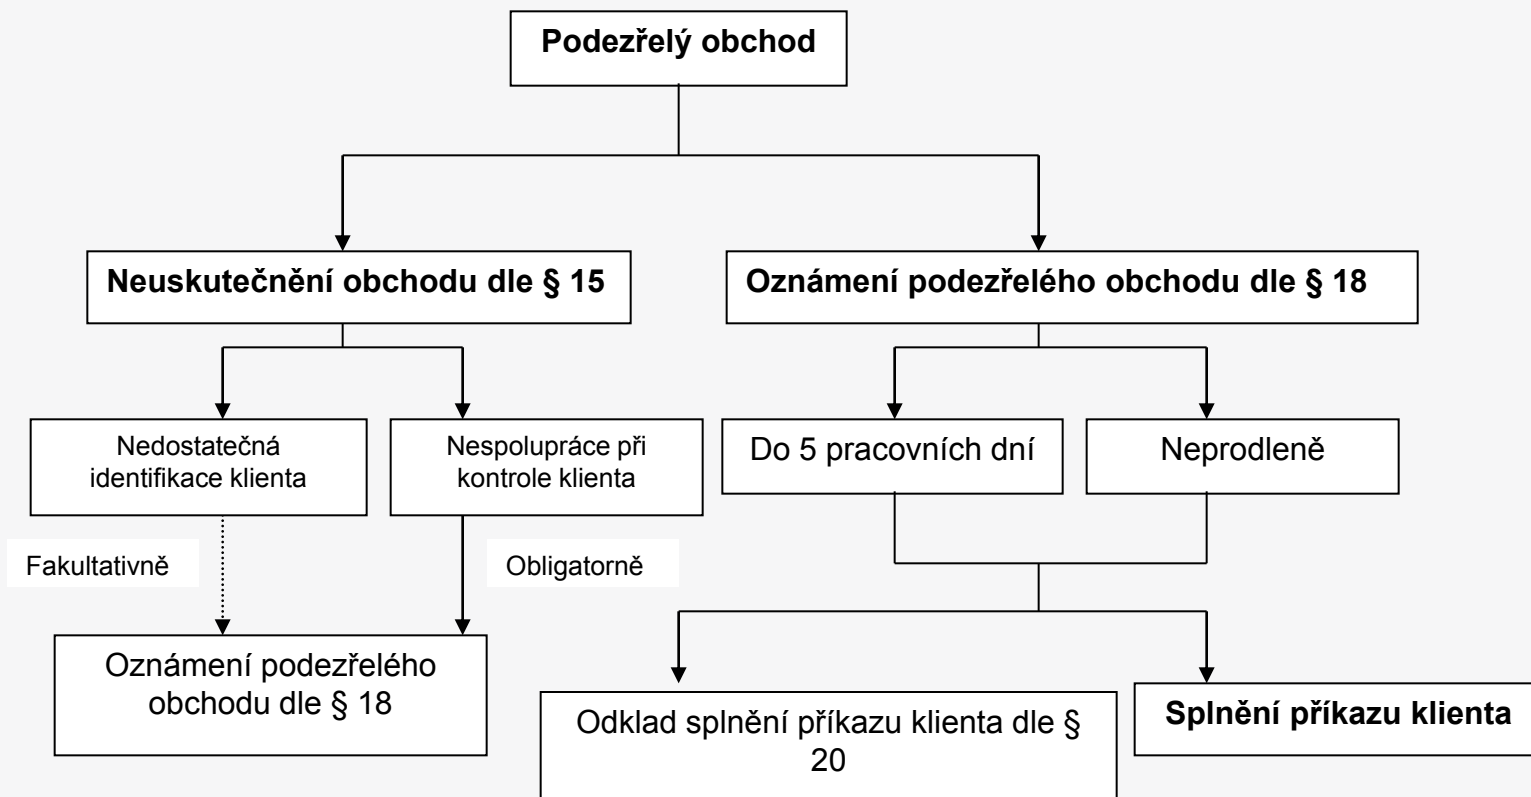 Podezřelý obchod
Neuskutečnění obchodu dle § 15
Oznámení podezřelého obchodu dle § 18
Nedostatečná
identifikace klienta
Nespolupráce při
kontrole klienta
Do 5 pracovních dní
Neprodleně
Fakultativně
Obligatorně
Oznámení podezřelého
obchodu dle § 18
Odklad splnění příkazu klienta dle §
20
Splnění příkazu klienta